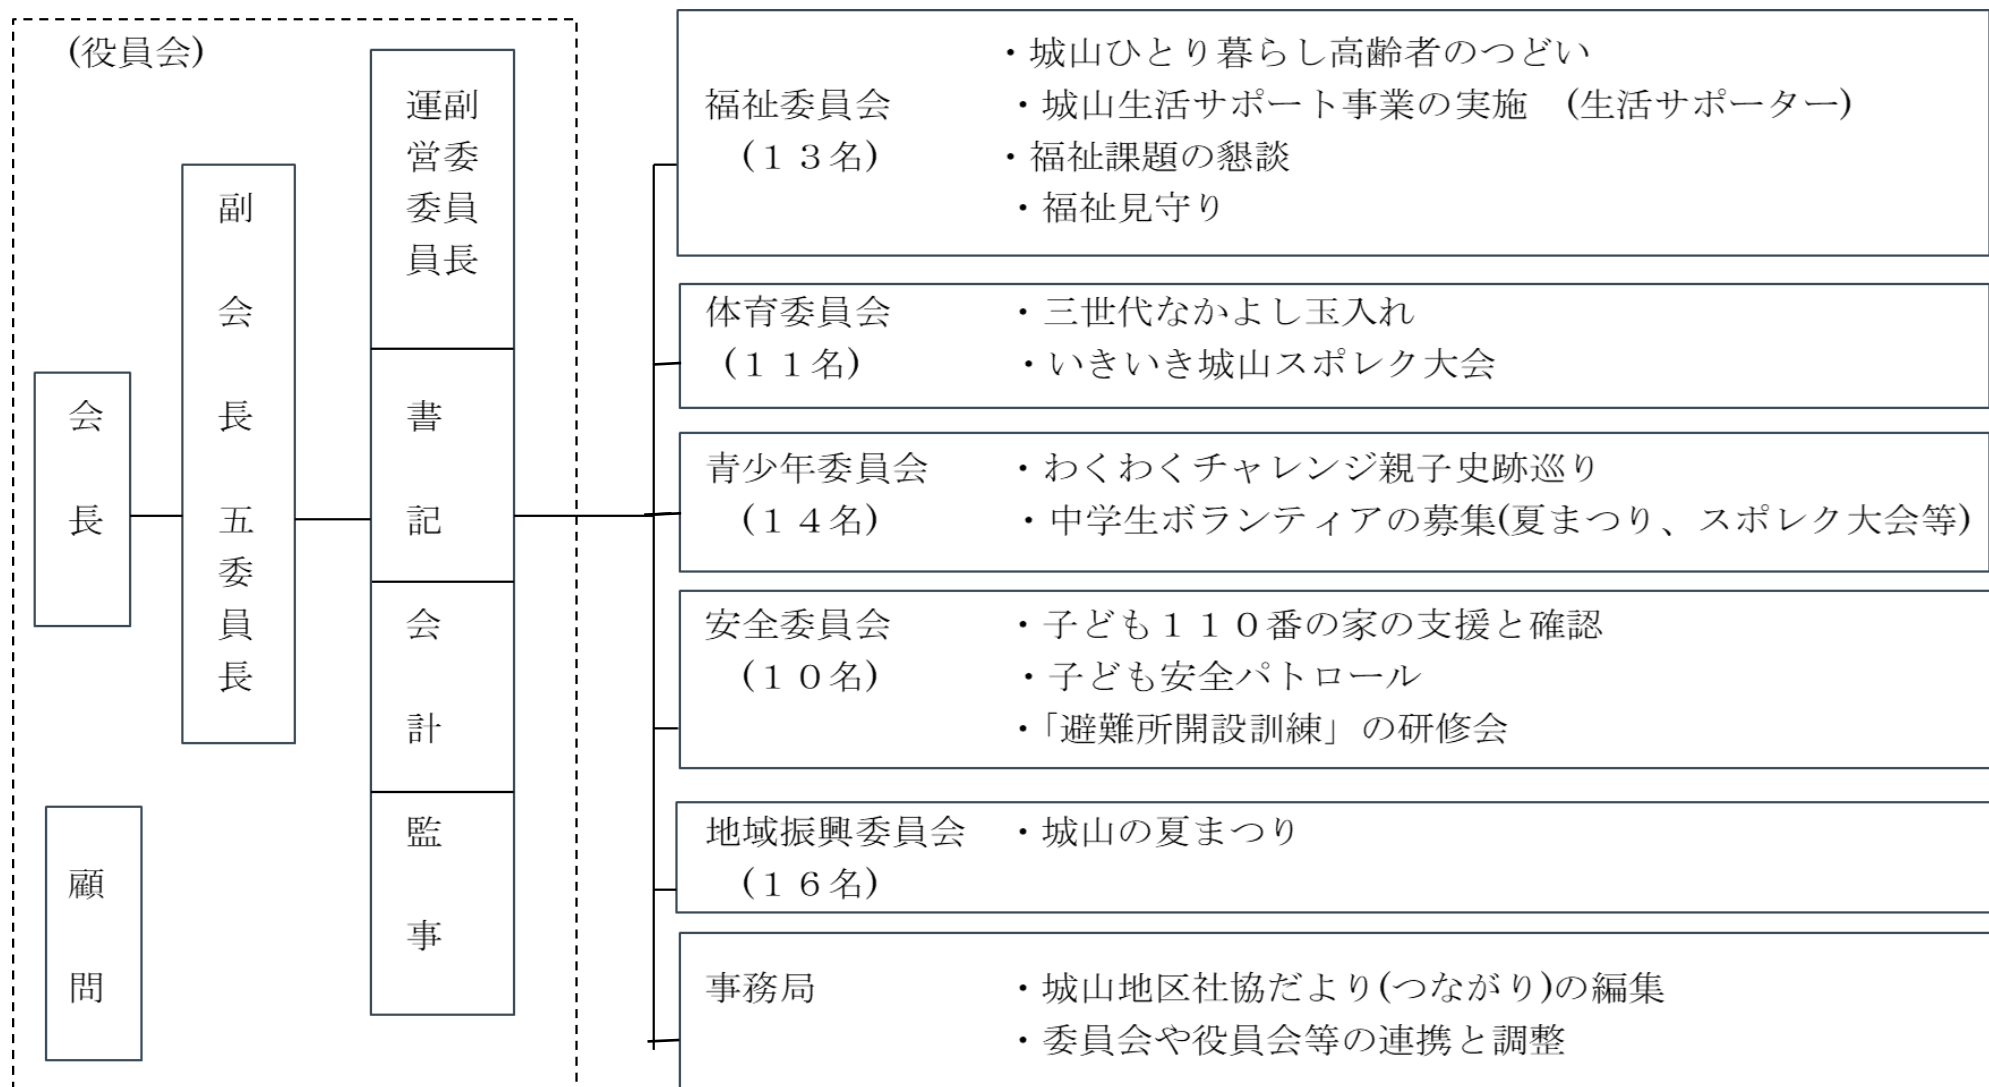 (役員会)
会長
顧問
副会長 五委員長
副委員長
運営委員
書記
会計
監事
福祉委員会
(１３名)
・城山ひとり暮らし高齢者のつどい
・城山生活サポート事業の実施 (生活サポーター)
・福祉課題の懇談
・福祉見守り
体育委員会
(１１名)
・三世代なかよし玉入れ
・いきいき城山スポレク大会
青少年委員会
(１４名)
・わくわくチャレンジ親子史跡巡り
・中学生ボランティアの募集(夏まつり、スポレク大会等)
安全委員会
(１０名)
・子ども１１０番の家の支援と確認
・子ども安全パトロール
・「避難所開設訓練」の研修会
地域振興委員会
(１６名)
・城山の夏まつり
事務局
・城山地区社協だより(つながり)の編集
・委員会や役員会等の連携と調整